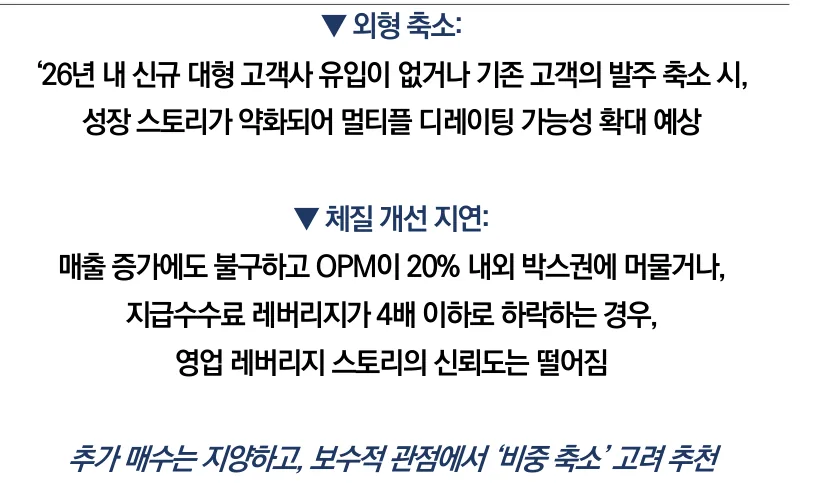 ▼ 외형 축소:
‘26년 내 신규 대형 고객사 유입이 없거나 기존 고객의 발주 축소 시,
성장 스토리가 약화되어 멀티플 디레이팅 가능성 확대 예상
▼ 체질 개선 지연:
매출 증가에도 불구하고 OPM이 20% 내외 박스권에 머물거나,
지급수수료 레버리지가 4배 이하로 하락하는 경우,
영업 레버리지 스토리의 신뢰도는 떨어짐
추가 매수는 지양하고, 보수적 관점에서 ‘비중 축소’ 고려 추천